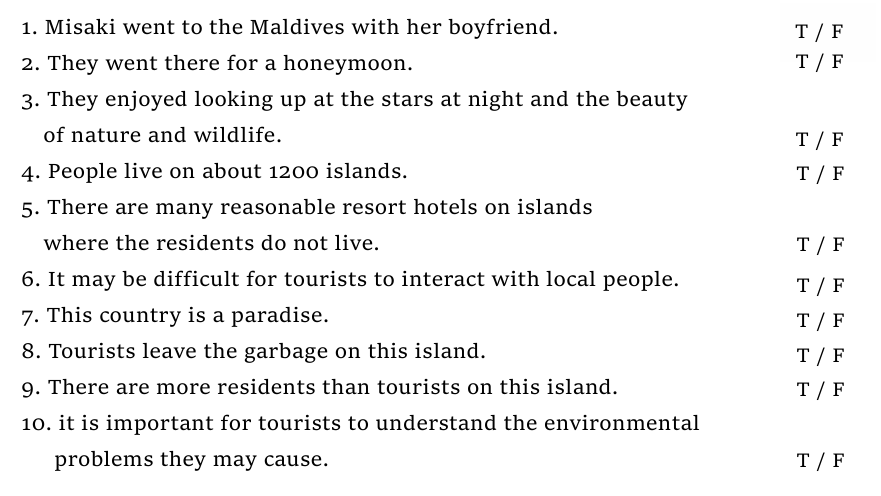 1. Misaki went to the Maldives with her boyfriend. T / F
2. They went there for a honeymoon. T / F
3. They enjoyed looking up at the stars at night and the beauty
of nature and wildlife. T / F
4. People live on about 1200 islands. T / F
5. There are many reasonable resort hotels on islands
where the residents do not live. T / F
6. It may be difficult for tourists to interact with local people. T / F
7. This country is a paradise. T / F
8. Tourists leave the garbage on this island. T / F
9. There are more residents than tourists on this island. T / F
10. it is important for tourists to understand the environmental
problems they may cause. T / F